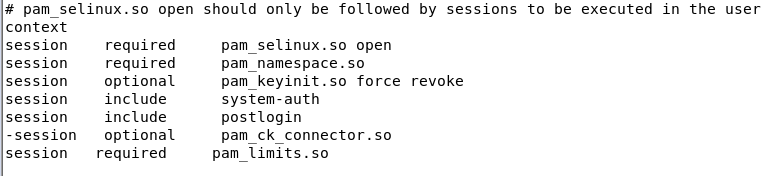 # pam_selinux.so open should only be followed by sessions to be executed in the user
context
session    required     pam_selinux.so open
session    required     pam_namespace.so
session    optional     pam_keyinit.so force revoke
session    include      system-auth
session    include      postlogin
-session   optional     pam_ck_connector.so
session   required     pam_limits.so